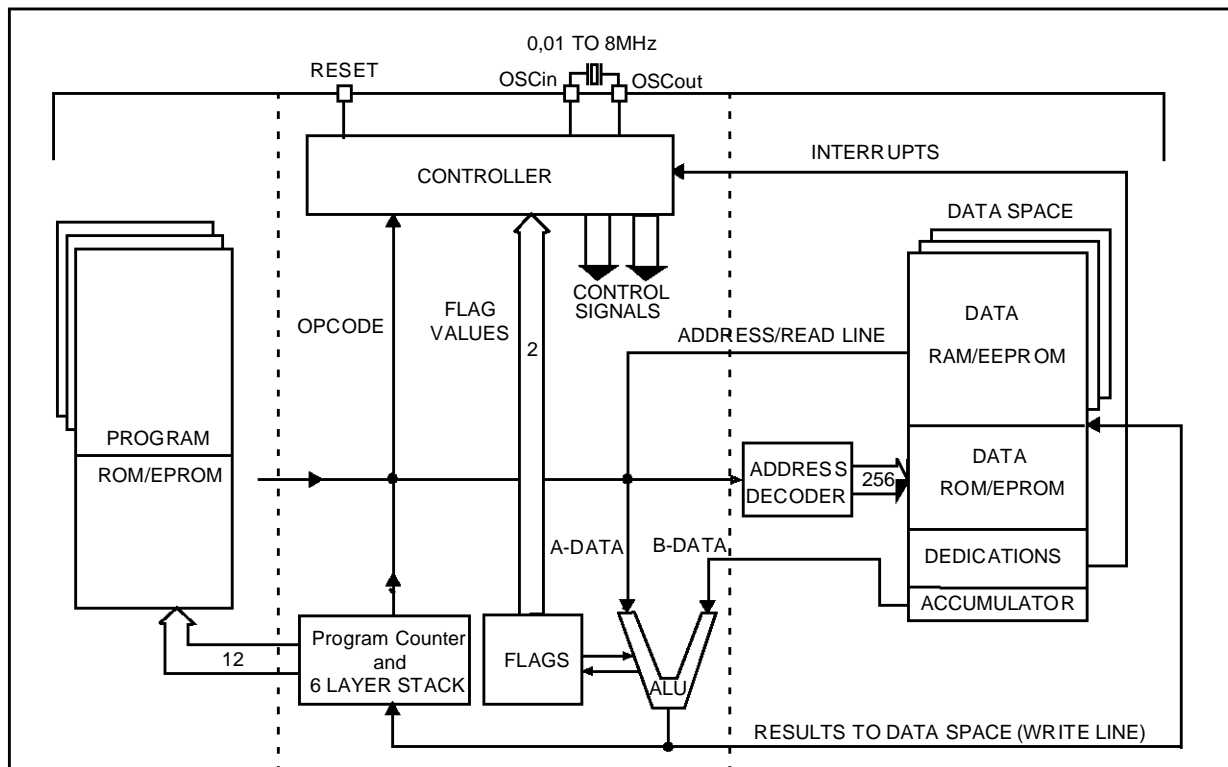 0,01 TO 8MHz
RESET
OSCin
OSCout
INTERRUPTS
CONTROLLER
DATA SPACE
CONTROL
SIGNALS
OPCODE
FLAG
VALUES
2
ADDRESS/READ LINE
DATA
RAM/EEPROM
PROGRAM
ROM/EPROM
ADDRESS
DECODER
256
DATA
ROM/EPROM
A-DATA
B-DATA
DEDICATIONS
ACCUMULATOR
12
Program Counter
and
6 LAYER STACK
FLAGS
ALU
RESULTS TO DATA SPACE (WRITE LINE)